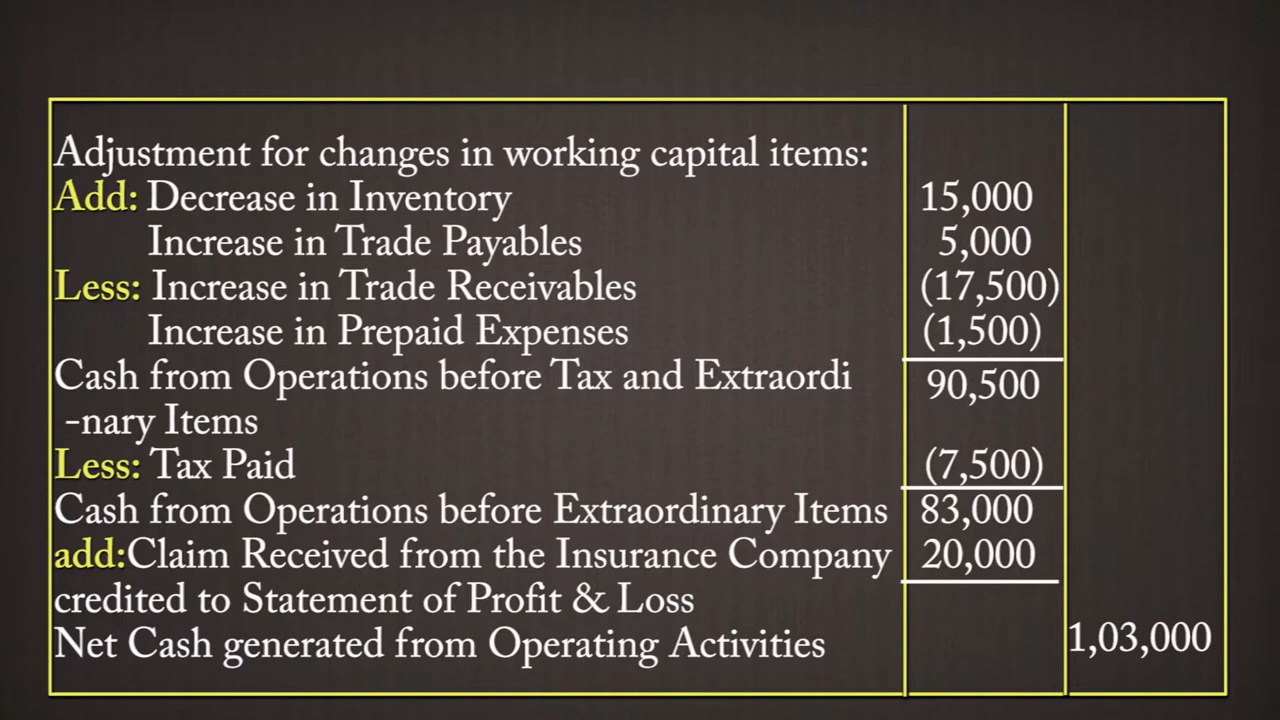 Adjustment for changes in working capital items:
Add: Decrease in Inventory 15,000
Increase in Trade Payables 5,000
Less: Increase in Trade Receivables (17,500)
Increase in Prepaid Expenses (1,500)
Cash from Operations before Tax and Extraordi 90,500
-nary Items
Less: Tax Paid (7,500)
Cash from Operations before Extraordinary Items 83,000
add:Claim Received from the Insurance Company 20,000
credited to Statement of Profit & Loss
Net Cash generated from Operating Activities 1,03,000